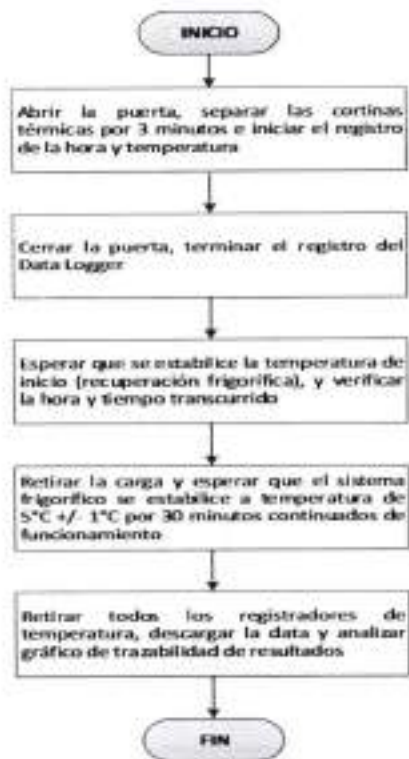 INICIO
Abrir la puerta, separar las cortinas
térmicas por 3 minutos e iniciar el registro
de la hora y temperatura
Cerrar la puerta, terminar el registro del
Data Logger
Esperar que se estabilice la temperatura de
inicio (recuperación frigorífica), y verificar
la hora y tiempo transcurrido
Retirar la carga y esperar que el sistema
frigorífico se estabilice a temperatura de
5°C +/- 1°C por 30 minutos continuados de
funcionamiento
Retirar todos los registradores de
temperatura, descargar la data y analizar
gráfico de trazabilidad de resultados
FIN